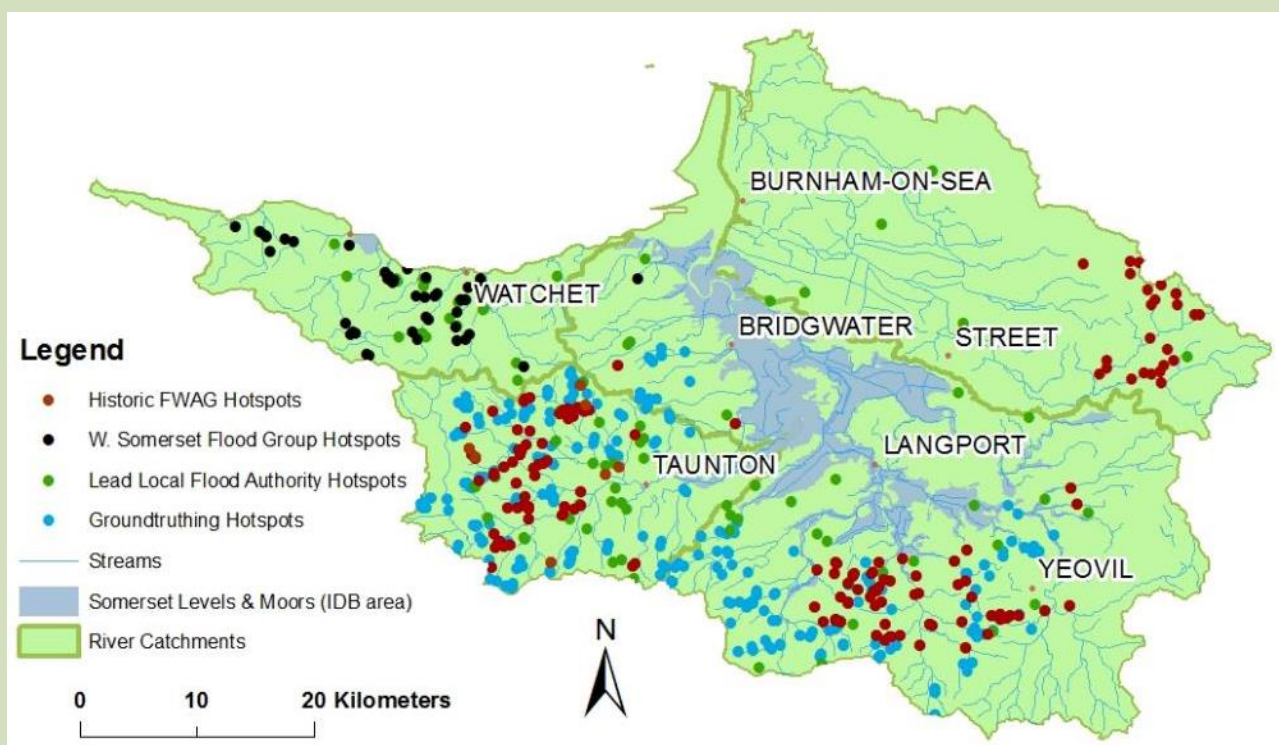 BURNHAM-ON-SEA
WATCHET
BRIDGWATER
STREET
LANGPORT
TAUNTON
YEOVIL
Legend
Historic FWAG Hotspots
W. Somerset Flood Group Hotspots
Lead Local Flood Authority Hotspots
Groundtruthing Hotspots
Streams
Somerset Levels & Moors (IDB area)
River Catchments
N
0 10 20 Kilometers